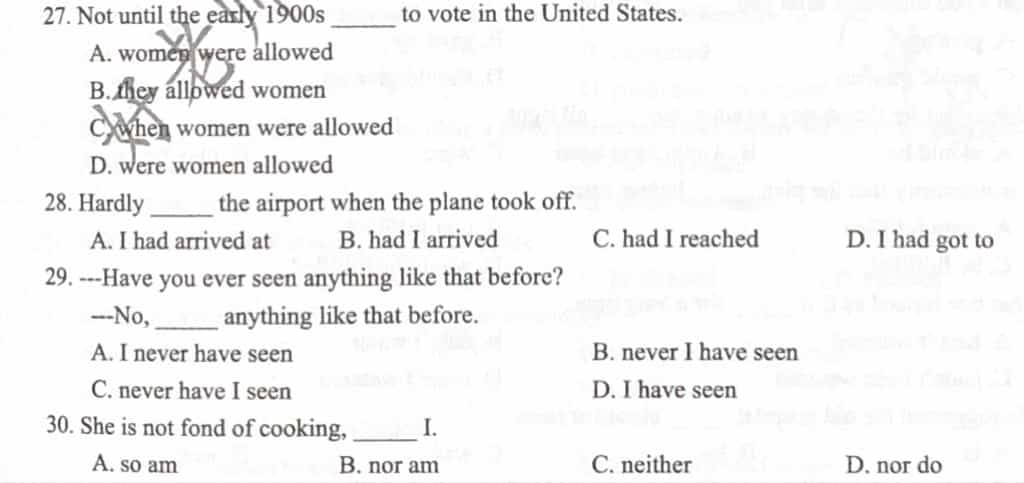 27. Not until the early 1900s _____ to vote in the United States.
A. women were allowed
B. they allowed women
C. when women were allowed
D. were women allowed
28. Hardly _____ the airport when the plane took off.
A. I had arrived at B. had I arrived C. had I reached D. I had got to
29. ---Have you ever seen anything like that before?
---No, _____ anything like that before.
A. I never have seen B. never I have seen
C. never have I seen D. I have seen
30. She is not fond of cooking, _____ I.
A. so am B. nor am C. neither D. nor do